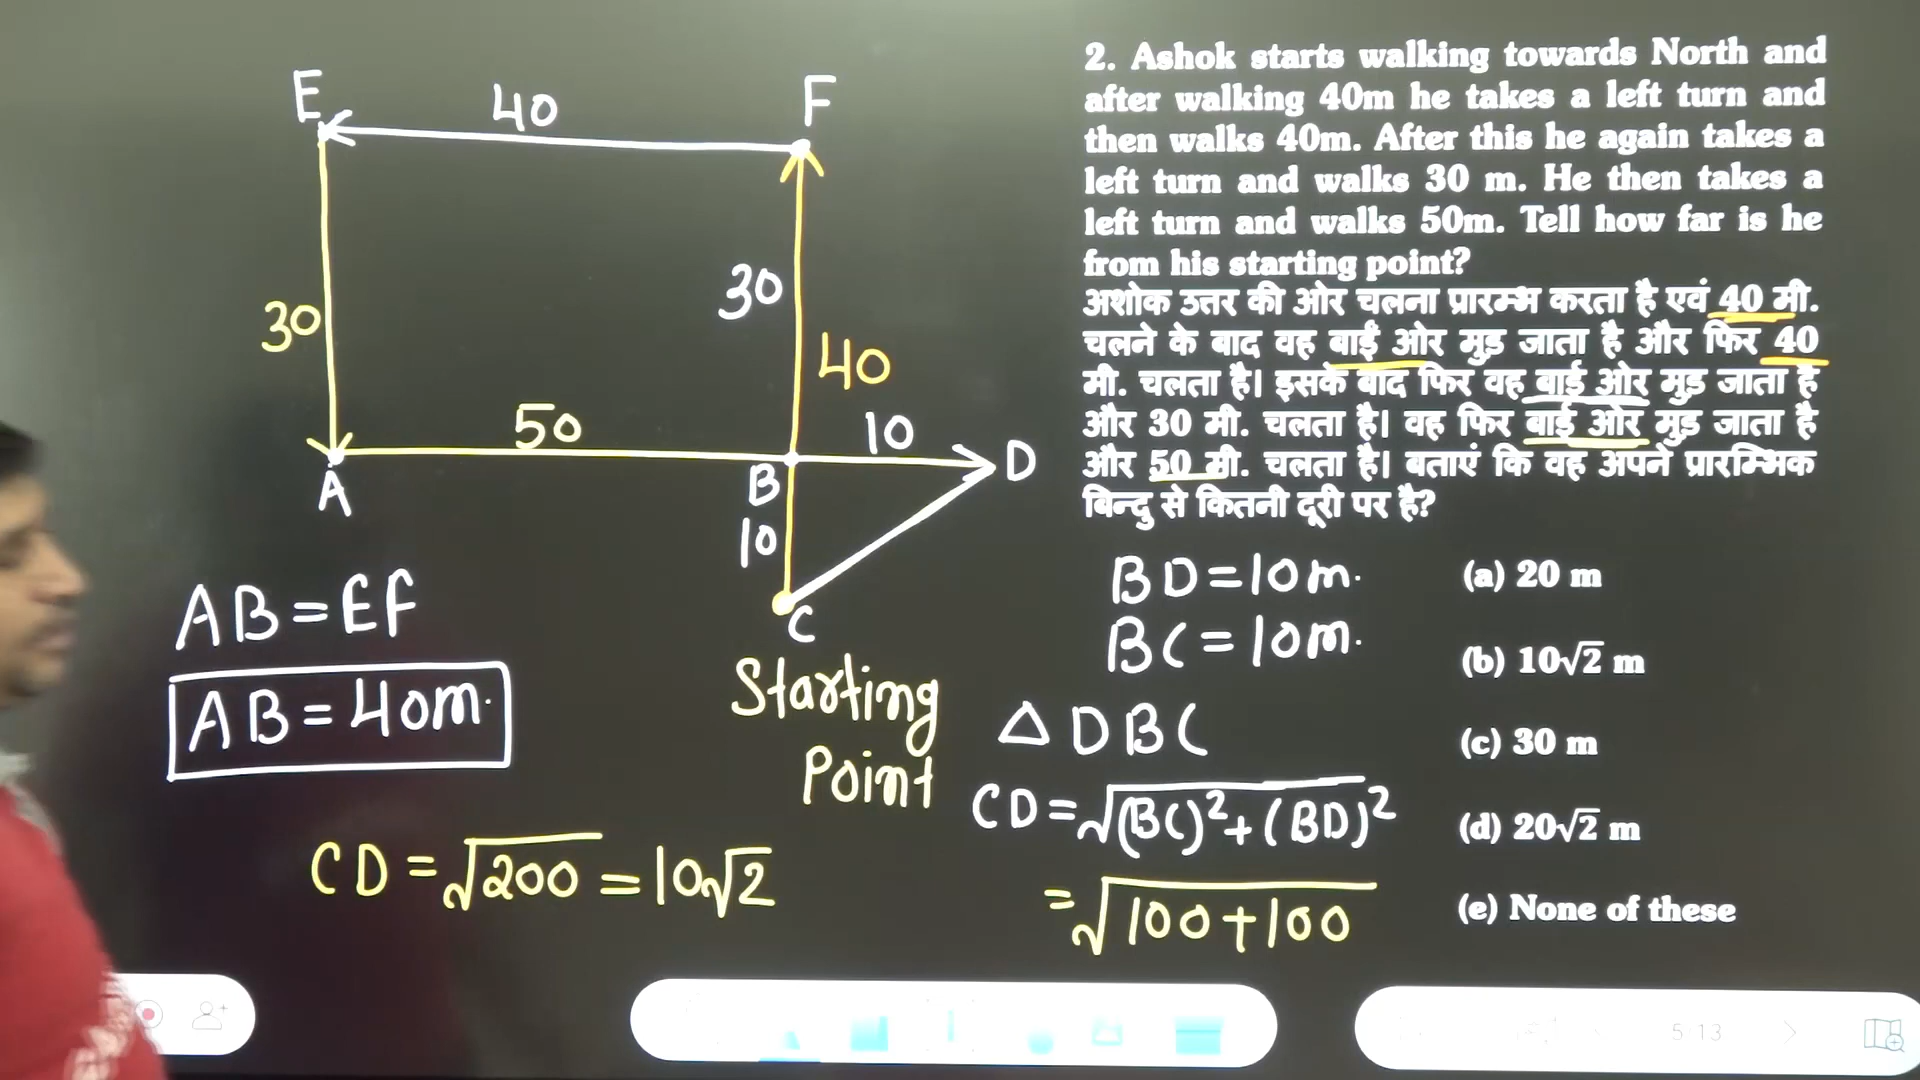 2. Ashok starts walking towards North and
after walking 40m he takes a left turn and
then walks 40m. After this he again takes a
left turn and walks 30 m. He then takes a
left turn and walks 50m. Tell how far is he
from his starting point?
अशोक उत्तर की ओर चलना प्रारम्भ करता है एवं 40 मी.
चलने के बाद वह बाईं ओर मुड़ जाता है और फिर 40
मी. चलता है। इसके बाद फिर वह बाईं ओर मुड़ जाता है
और 30 मी. चलता है। वह फिर बाईं ओर मुड़ जाता है
और 50 मी. चलता है। बताएं कि वह अपने प्रारम्भिक
बिन्दु से कितनी दूरी पर है?
(a) 20 m
(b) 10√2 m
(c) 30 m
(d) 20√2 m
(e) None of these
E
40
F
30
30
40
50
10
A
B
D
10
C
Starting
Point
AB = EF
AB = 40m.
BD = 10m.
BC = 10m.
△ DBC
CD = √(BC)²+(BD)²
= √100+100
CD = √200 = 10√2
5
13